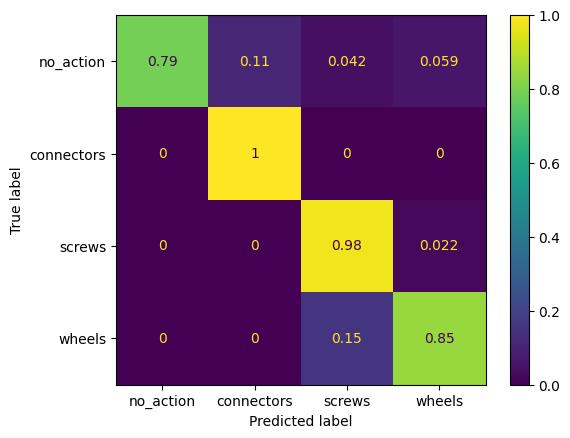 1.0
no_action 0.79 0.11 0.042 0.059
0.8
connectors 0 1 0 0
0.6
True label
0.4
screws 0 0 0.98 0.022
0.2
wheels 0 0 0.15 0.85
0.0
no_action connectors screws wheels
Predicted label